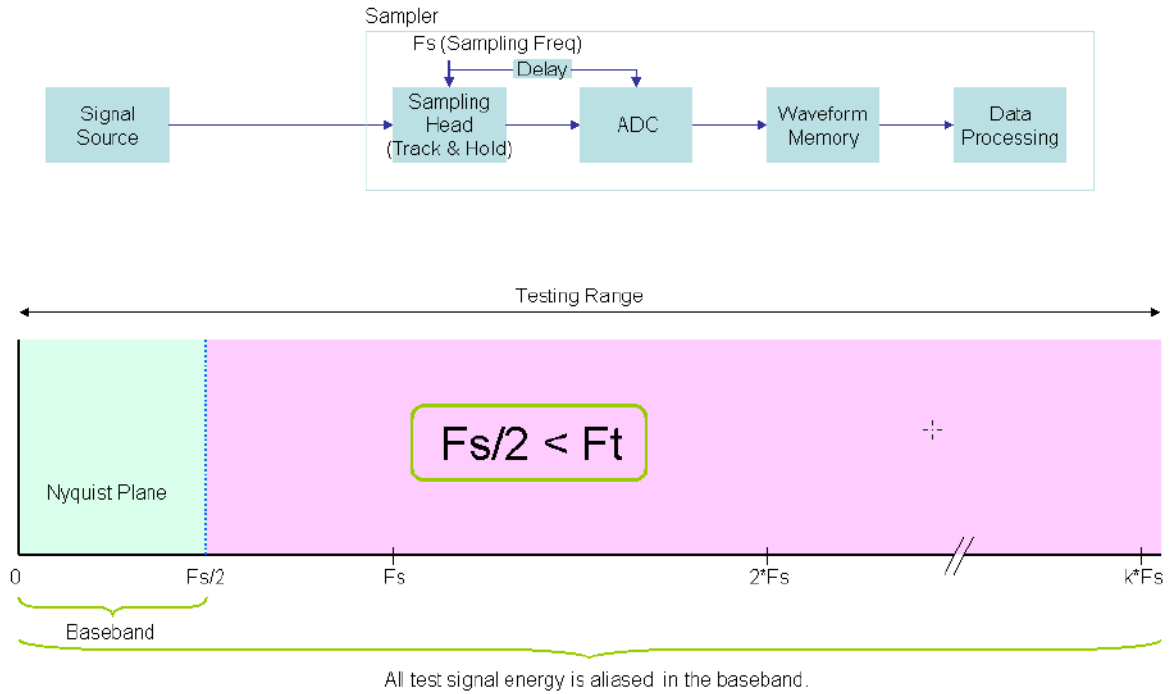 Sampler
Fs (Sampling Freq)
Delay
Signal
Source
Sampling
Head
(Track & Hold)
ADC
Waveform
Memory
Data
Processing
Testing Range
Fs/2 < Ft
Nyquist Plane
0
Fs/2
Fs
2*Fs
k*Fs
Baseband
All test signal energy is aliased in the baseband.